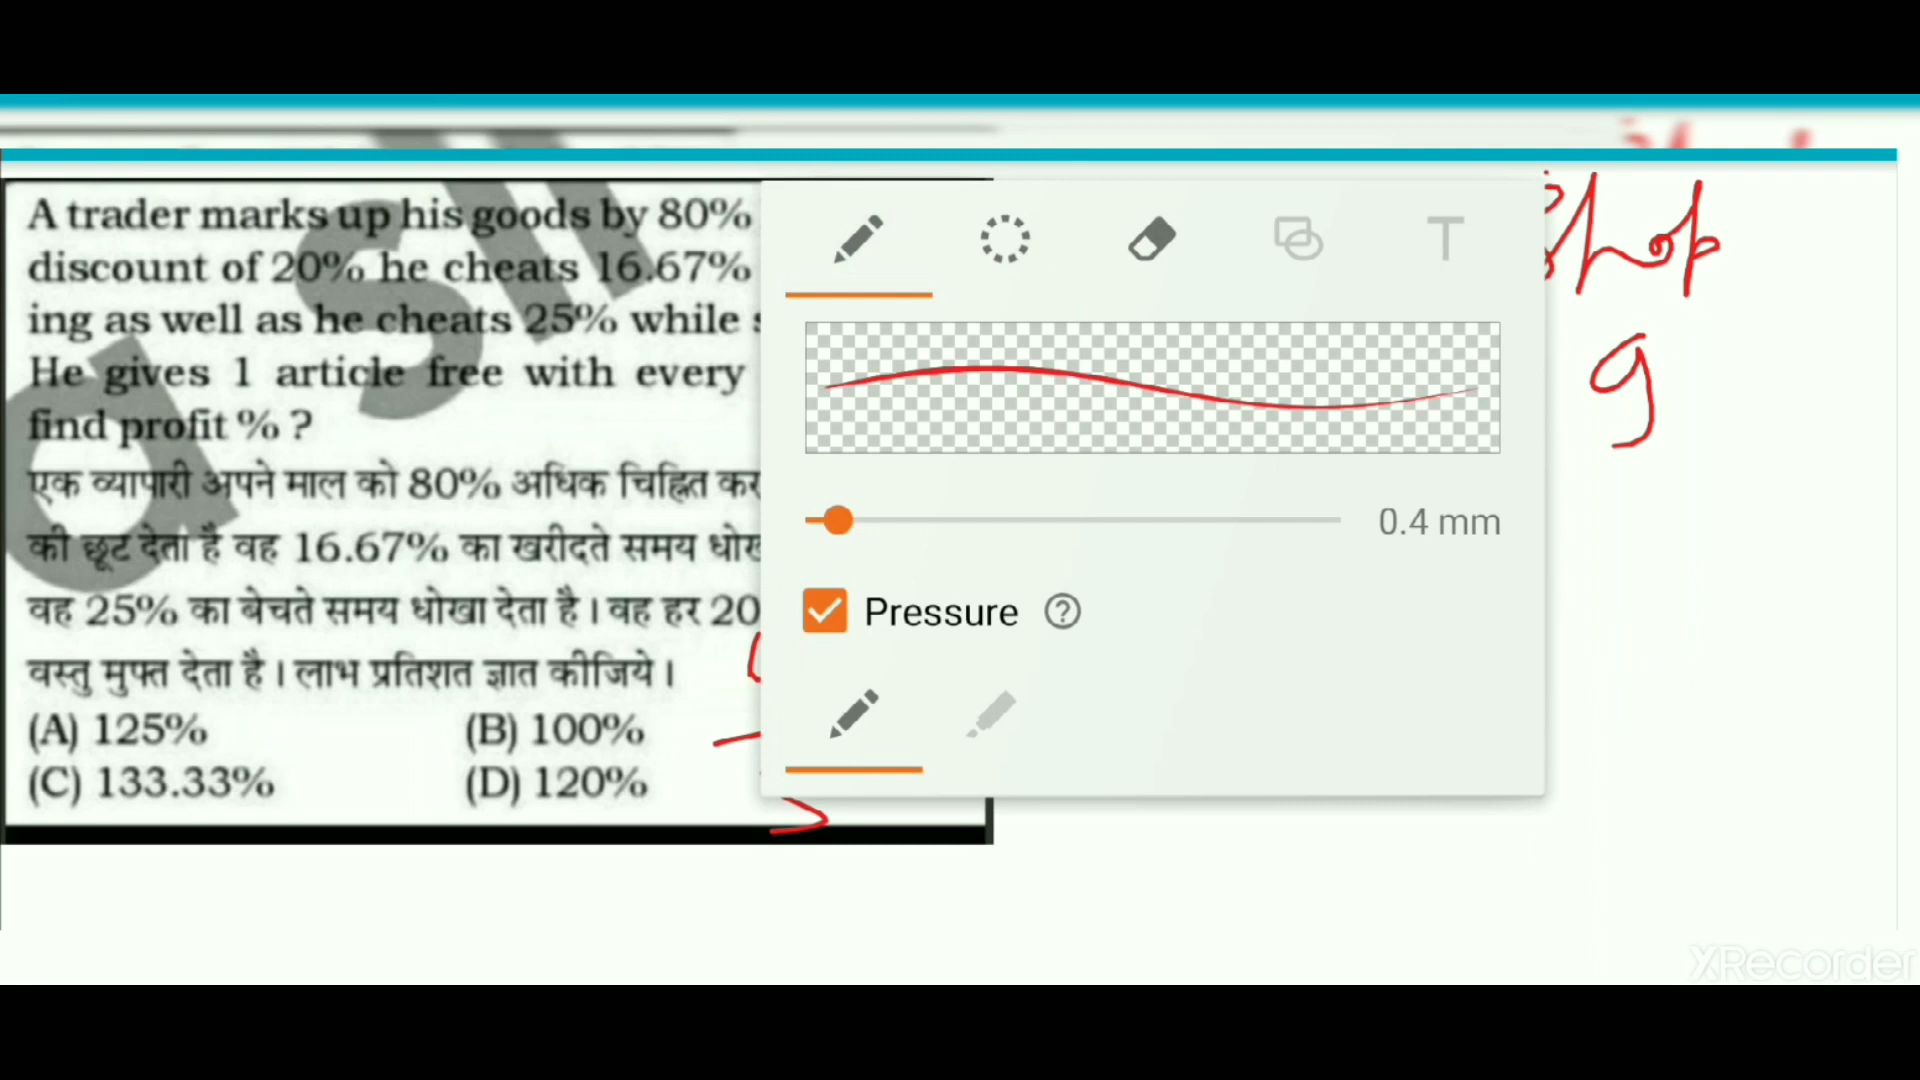 A trader marks up his goods by 80%
discount of 20% he cheats 16.67%
ing as well as he cheats 25% while
He gives 1 article free with every
find profit % ?
एक व्यापारी अपने माल को 80% अधिक चिह्नित कर
की छूट देता है वह 16.67% का खरीदते समय
वह 25% का बेचते समय धोखा देता है। वह हर 20
वस्तु मुफ्त देता है। लाभ प्रतिशत ज्ञात कीजिये।
(A) 125% (B) 100%
(C) 133.33% (D) 120%
T
0.4 mm
Pressure
?
Shop
9
XRecorder